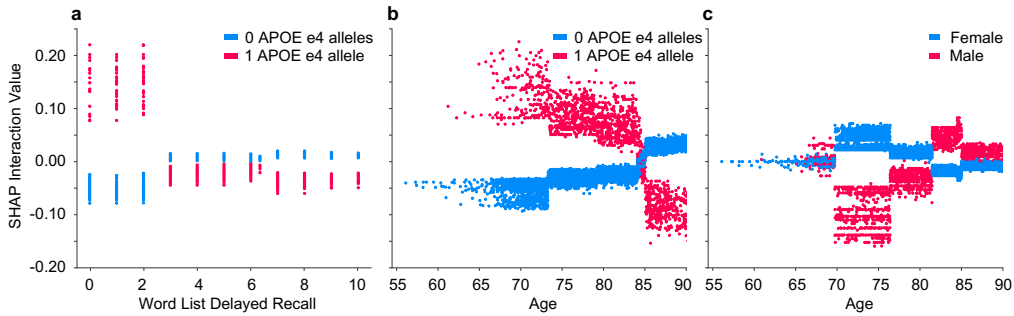 a
b
c
0 APOE e4 alleles
1 APOE e4 allele
0 APOE e4 alleles
1 APOE e4 allele
Female
Male
SHAP Interaction Value
0.20
0.10
0.00
-0.10
-0.20
0 2 4 6 8 10
Word List Delayed Recall
55 60 65 70 75 80 85 90
Age
55 60 65 70 75 80 85 90
Age